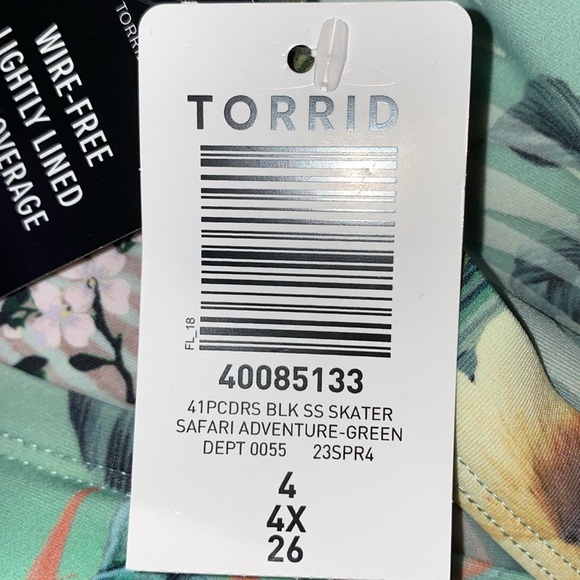 TORRID
WIRE-FREE
LIGHTLY LINED
COVERAGE
TORRID
FL_18
40085133
41PCDRS BLK SS SKATER
SAFARI ADVENTURE-GREEN
DEPT 0055 23SPR4
4
4X
26